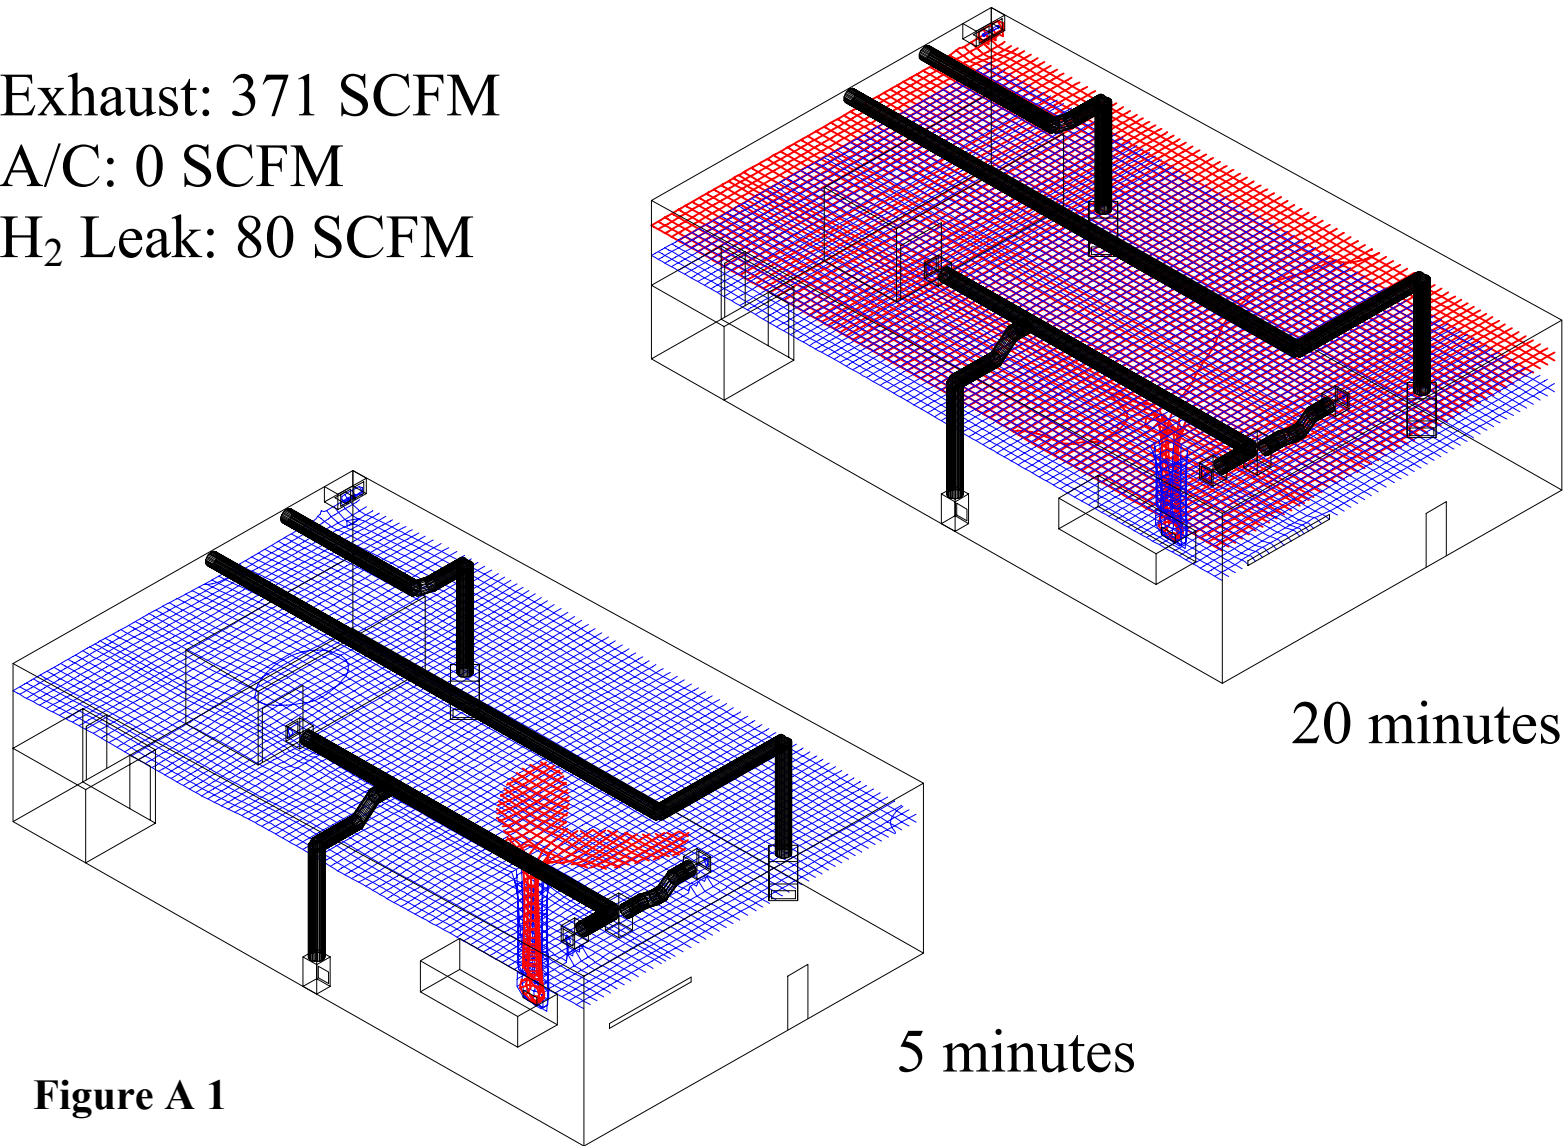 Exhaust: 371 SCFM
A/C: 0 SCFM
H₂ Leak: 80 SCFM
20 minutes
5 minutes
Figure A 1